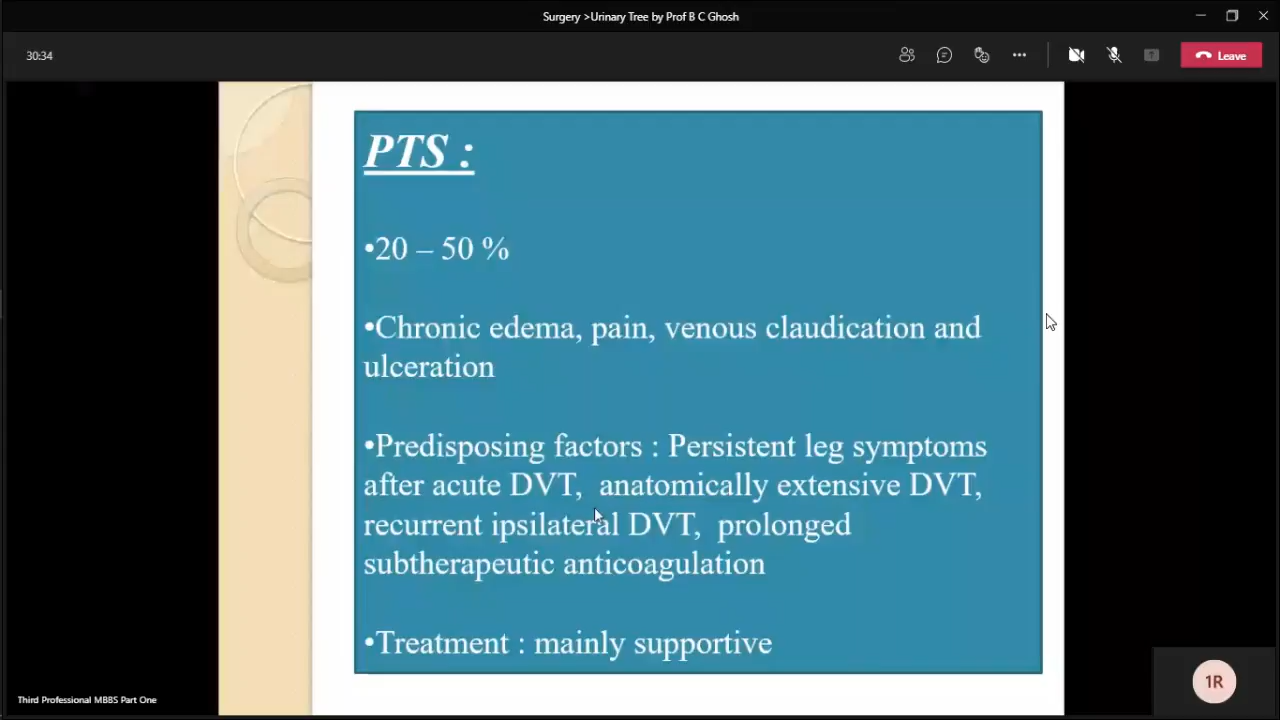 Surgery >Urinary Tree by Prof B C Ghosh
30:34
Leave
PTS :
•20 – 50 %
•Chronic edema, pain, venous claudication and
ulceration
•Predisposing factors : Persistent leg symptoms
after acute DVT,  anatomically extensive DVT,
recurrent ipsilateral DVT,  prolonged
subtherapeutic anticoagulation
•Treatment : mainly supportive
Third Professional MBBS Part One
1R